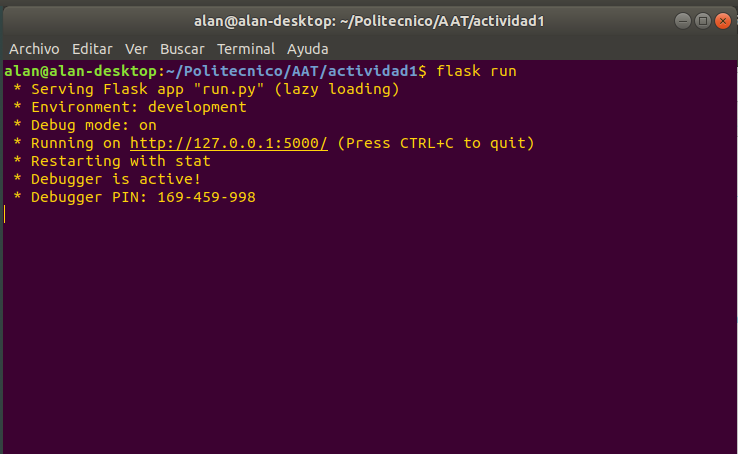 alan@alan-desktop: ~/Politecnico/AAT/actividad1
Archivo Editar Ver Buscar Terminal Ayuda
alan@alan-desktop:~/Politecnico/AAT/actividad1$ flask run
* Serving Flask app "run.py" (lazy loading)
* Environment: development
* Debug mode: on
* Running on http://127.0.0.1:5000/ (Press CTRL+C to quit)
* Restarting with stat
* Debugger is active!
* Debugger PIN: 169-459-998